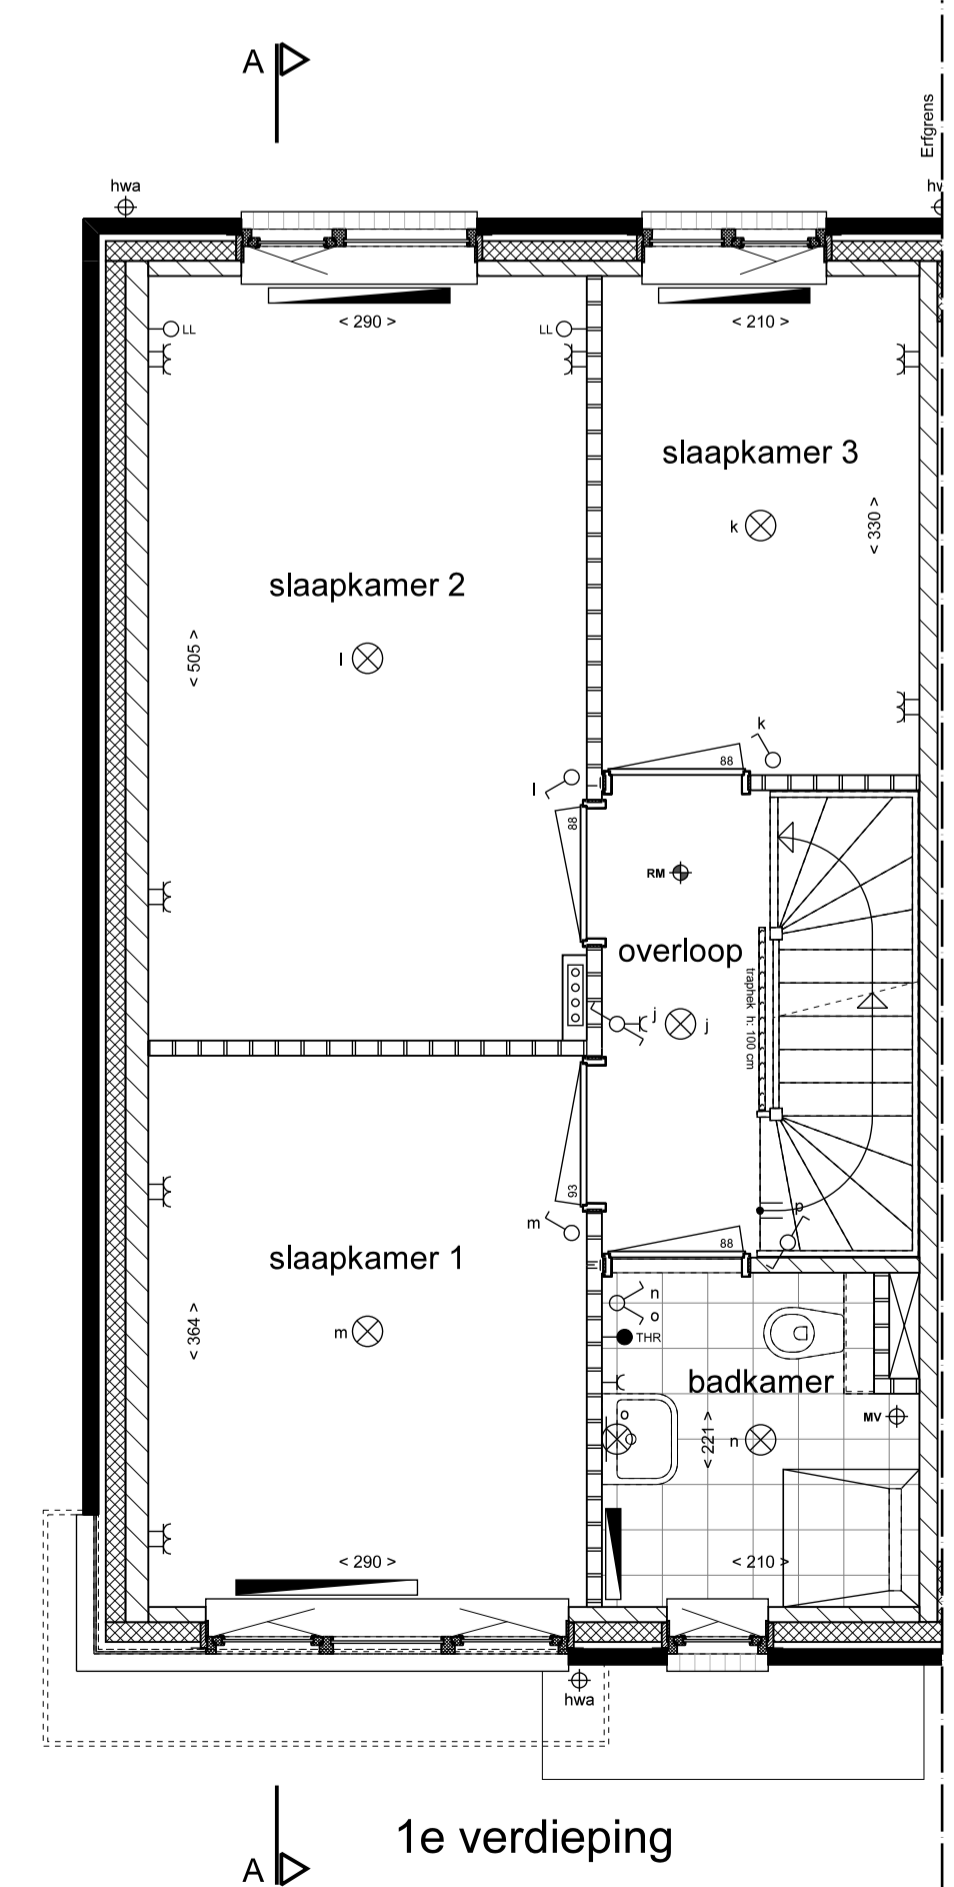 A
Erfgrens
hwa
hv
< 290 >
< 210 >
LL
LL
slaapkamer 3
k
< 330 >
slaapkamer 2
l
< 505 >
k
88
l
88
RM
overloop
traphek h: 100 cm
j
j
93
m
p
88
slaapkamer 1
n
o
THR
m
< 364 >
badkamer
o
MV
n
< 221 >
< 290 >
< 210 >
hwa
1e verdieping
A